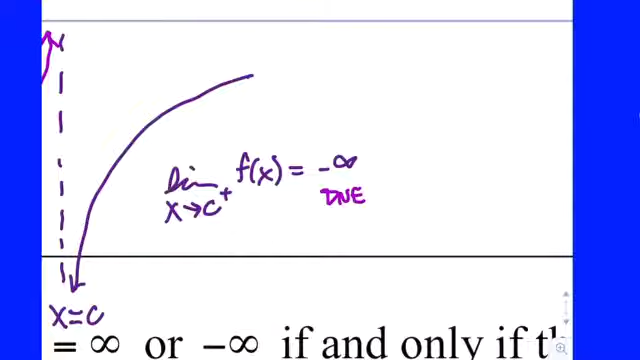 lim f(x) = -∞
x→c⁺
DNE
x=c
= ∞ or −∞ if and only if th